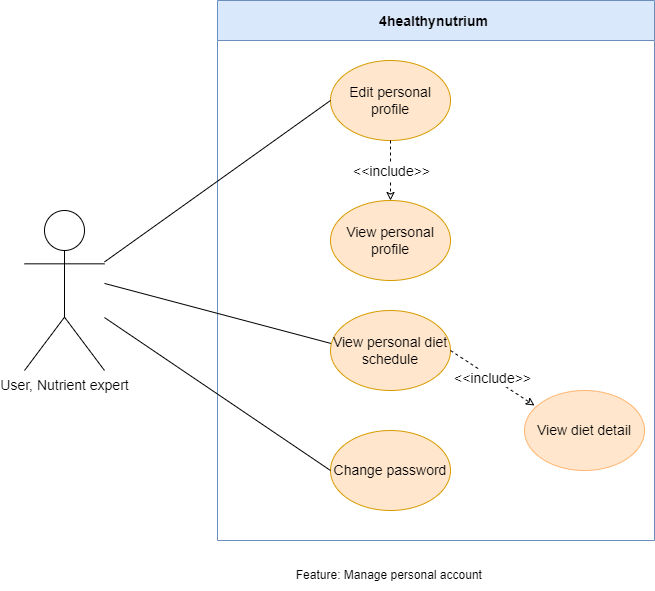 4healthynutrium
Edit personal
profile
<<include>>
View personal
profile
View personal diet
schedule
<<include>>
User, Nutrient expert
View diet detail
Change password
Feature: Manage personal account